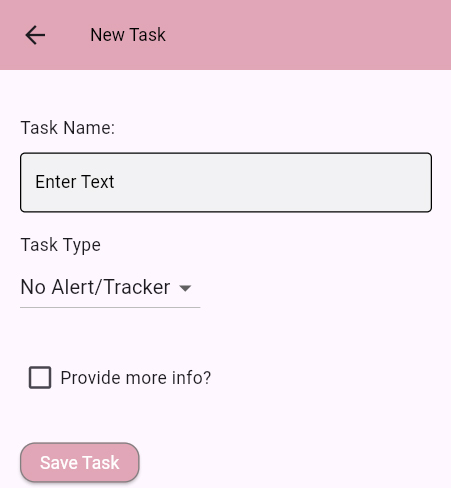 New Task
Task Name:
Enter Text
Task Type
No Alert/Tracker
Provide more info?
Save Task